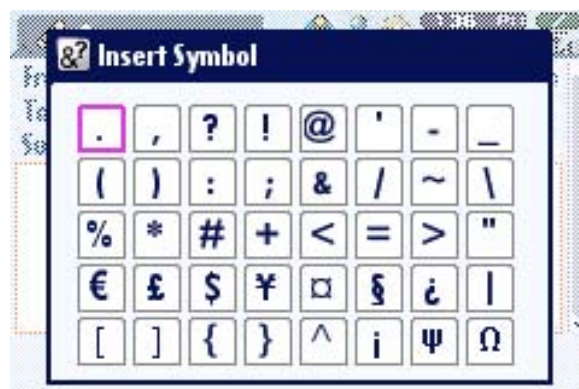 &? Insert Symbol
. , ? ! @ ' - _
( ) : ; & / ~ \
% * # + < = > "
€ £ $ ¥ ¤ § ¿ |
[ ] { } ^ ¡ Ψ Ω